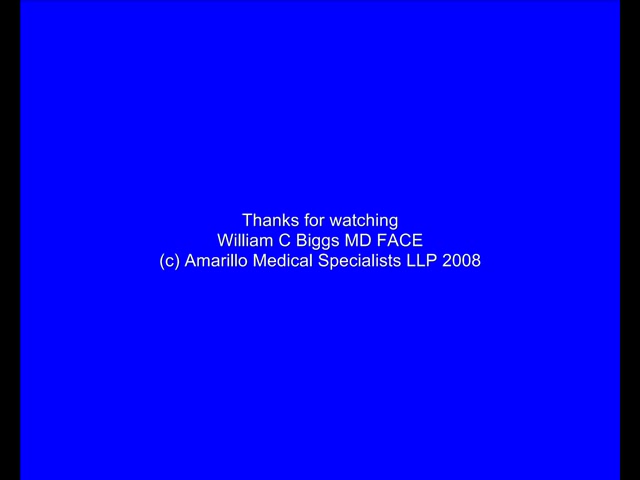 Thanks for watching
William C Biggs MD FACE
(c) Amarillo Medical Specialists LLP 2008